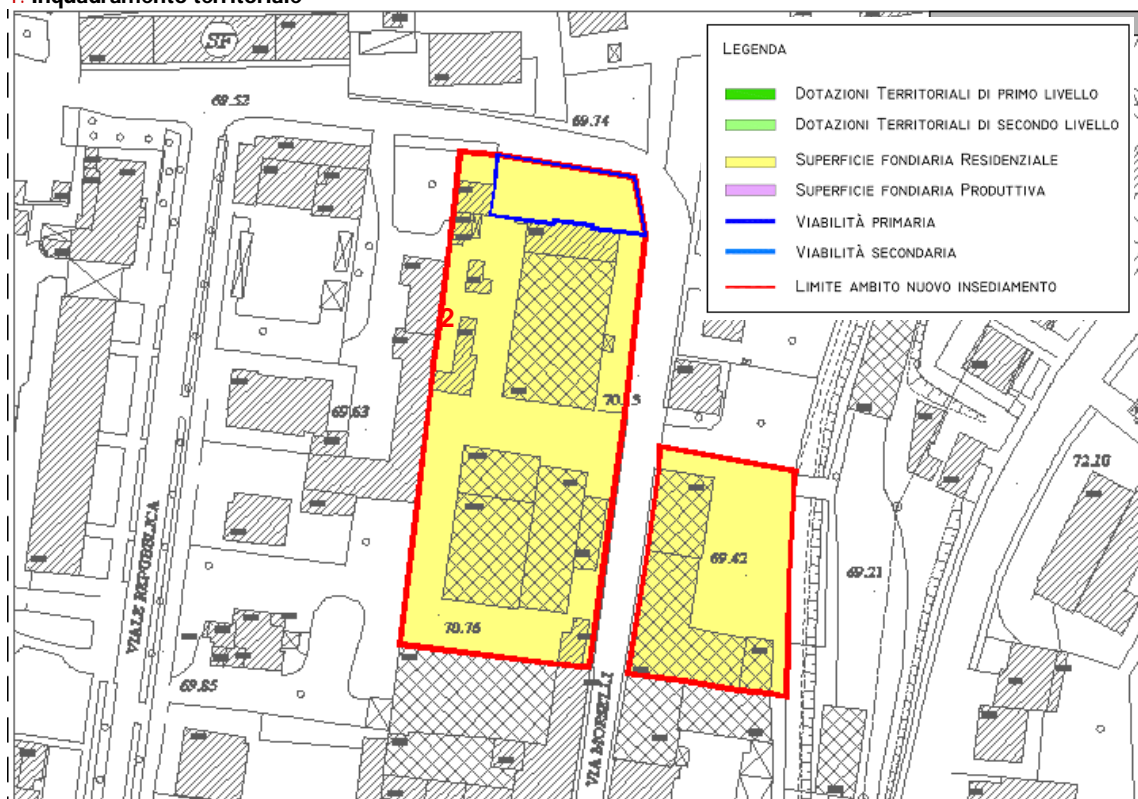 1. Inquadramento territoriale
SF
LEGENDA
DOTAZIONI TERRITORIALI DI PRIMO LIVELLO
DOTAZIONI TERRITORIALI DI SECONDO LIVELLO
SUPERFICIE FONDIARIA RESIDENZIALE
SUPERFICIE FONDIARIA PRODUTTIVA
VIABILITÀ PRIMARIA
VIABILITÀ SECONDARIA
LIMITE AMBITO NUOVO INSEDIAMENTO
69.52
69.74
2
69.63
72.10
69.42
69.21
VIALE REPUBBLICA
70.76
69.85
VIA MORSELLI